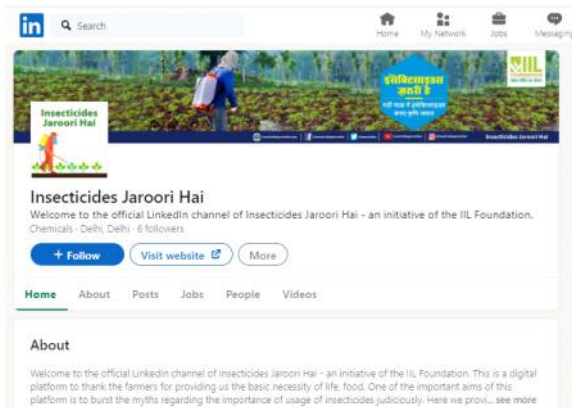 in
Search
Home My Network Jobs Messaging
इंसेक्टिसाइड्स
ज़रूरी है
IIL
FOUNDATION
Insecticides
Jaroori Hai
Insecticides Jaroori Hai
Insecticides Jaroori Hai
Welcome to the official LinkedIn channel of Insecticides Jaroori Hai - an initiative of the IIL Foundation.
Chemicals · Delhi, Delhi · 6 followers
+ Follow Visit website More
Home About Posts Jobs People Videos
About
Welcome to the official LinkedIn channel of Insecticides Jaroori Hai - an initiative of the IIL Foundation. This is a digital
platform to thank the farmers for providing us the basic necessity of life, food. One of the important aims of this
platform is to burst the myths regarding the importance of usage of insecticides judiciously. Here we provi... see more